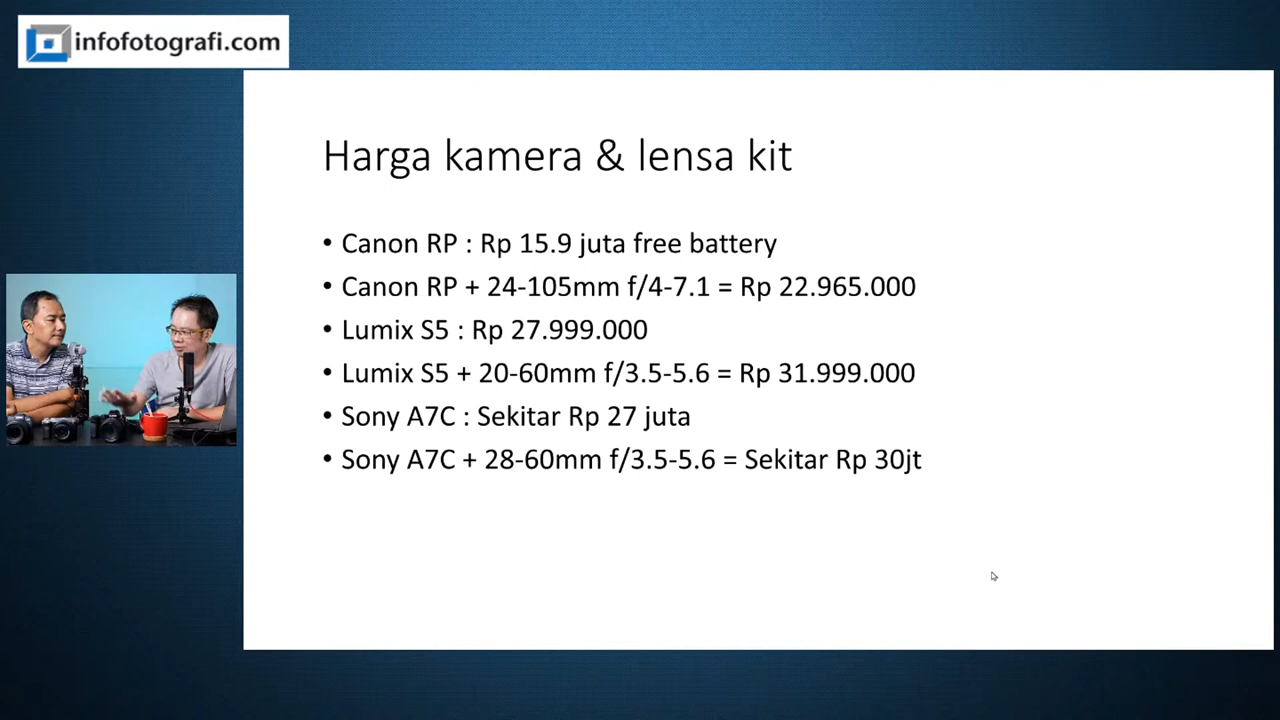 infofotografi.com
Harga kamera & lensa kit
• Canon RP : Rp 15.9 juta free battery
• Canon RP + 24-105mm f/4-7.1 = Rp 22.965.000
• Lumix S5 : Rp 27.999.000
• Lumix S5 + 20-60mm f/3.5-5.6 = Rp 31.999.000
• Sony A7C : Sekitar Rp 27 juta
• Sony A7C + 28-60mm f/3.5-5.6 = Sekitar Rp 30jt